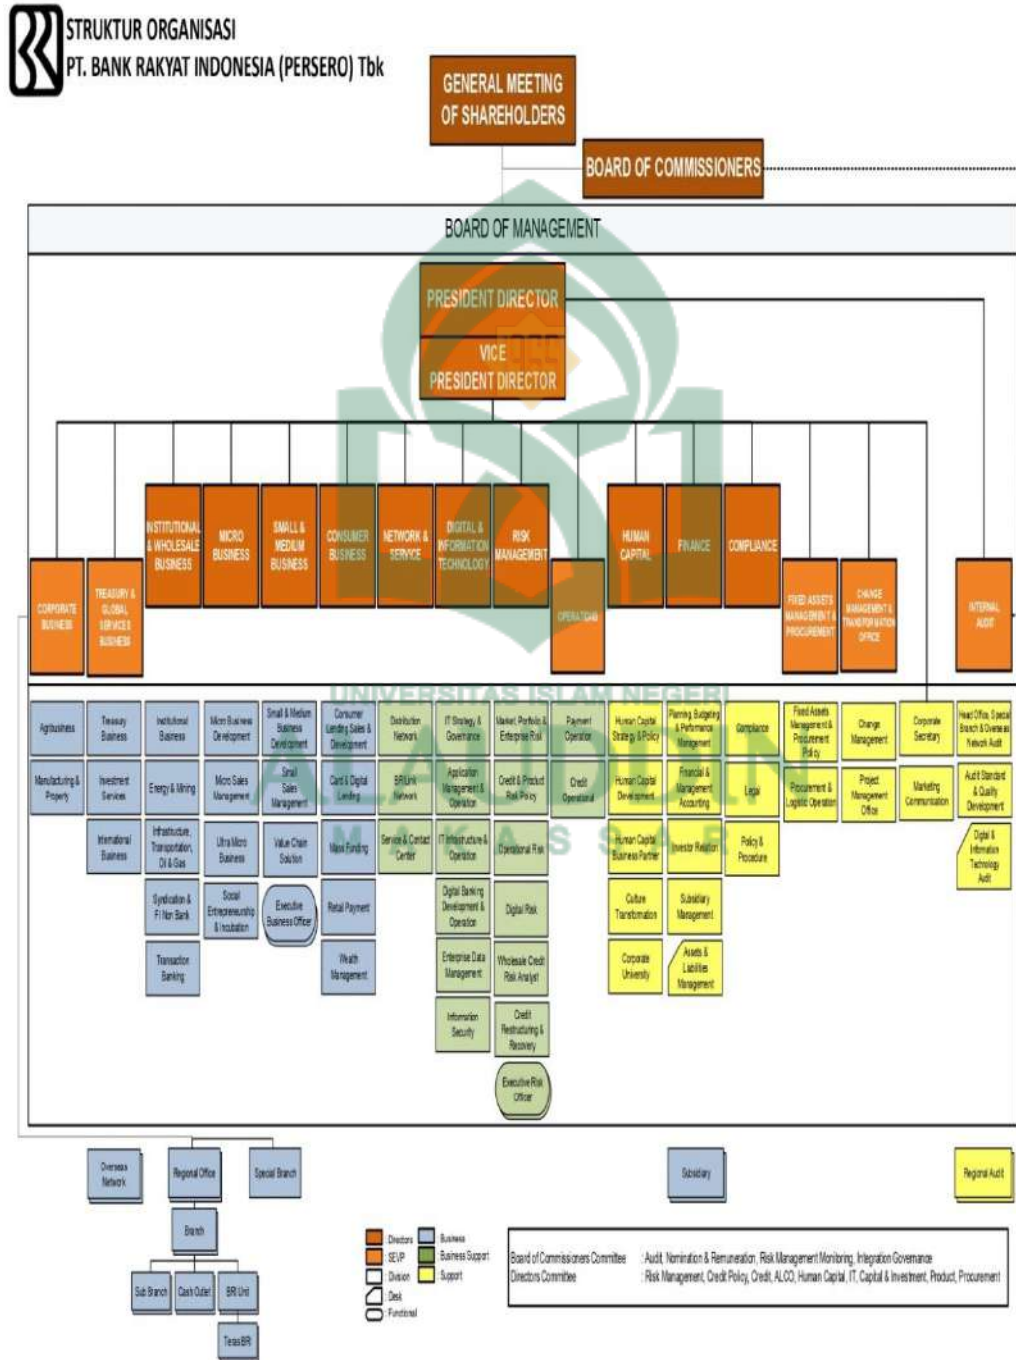 STRUKTUR ORGANISASI
PT. BANK RAKYAT INDONESIA (PERSERO) Tbk
GENERAL MEETING
OF SHAREHOLDERS
BOARD OF COMMISSIONERS
BOARD OF MANAGEMENT
PRESIDENT DIRECTOR
VICE
PRESIDENT DIRECTOR
INSTITUTIONAL
& WHOLESALE
BUSINESS
MICRO
BUSINESS
SMALL &
MEDIUM
BUSINESS
CONSUMER
BUSINESS
NETWORK &
SERVICE
DIGITAL &
INFORMATION
TECHNOLOGY
RISK
MANAGEMENT
HUMAN
CAPITAL
FINANCE
COMPLIANCE
CORPORATE
BUSINESS
TREASURY &
GLOBAL
SERVICES
BUSINESS
OPERATIONS
FIXED ASSETS
MANAGEMENT &
PROCUREMENT
CHANGE
MANAGEMENT &
TRANSFORMATION
OFFICE
INTERNAL
AUDIT
UNIVERSITAS ISLAM NEGERI
ALAUDDIN
MAKASSAR
Agribusiness
Manufacturing &
Property
Treasury
Business
Investment
Services
International
Business
Institutional
Business
Energy & Mining
Infrastructure,
Transportation,
Oil & Gas
Syndication &
FI Non Bank
Transaction
Banking
Micro Business
Development
Micro Sales
Management
Ultra Micro
Business
Social
Entrepreneurship
& Incubation
Small & Medium
Business
Development
Small
Sales
Management
Value Chain
Solution
Executive
Business Officer
Consumer
Lending Sales &
Development
Card & Digital
Lending
Mass Funding
Retail Payment
Wealth
Management
Distribution
Network
BRILink
Network
Service & Contact
Center
IT Strategy &
Governance
Application
Management &
Operation
IT Infrastructure &
Operation
Digital Banking
Development &
Operation
Enterprise Data
Management
Information
Security
Market, Portfolio &
Enterprise Risk
Credit & Product
Risk Policy
Operational Risk
Digital Risk
Wholesale Credit
Risk Analyst
Credit
Restructuring &
Recovery
Executive Risk
Officer
Payment
Operation
Credit
Operational
Human Capital
Strategy & Policy
Human Capital
Development
Human Capital
Business Partner
Culture
Transformation
Corporate
University
Planning, Budgeting
& Performance
Management
Financial &
Management
Accounting
Investor Relation
Subsidiary
Management
Assets &
Liabilities
Management
Compliance
Legal
Policy &
Procedure
Fixed Assets
Management &
Procurement
Policy
Procurement &
Logistic Operation
Change
Management
Project
Management
Office
Corporate
Secretary
Marketing
Communication
Head Office, Special
Branch & Overseas
Network Audit
Audit Standard
& Quality
Development
Digital &
Information
Technology
Audit
Overseas
Network
Regional Office
Special Branch
Subsidiary
Regional Audit
Branch
Sub Branch
Cash Outlet
BRI Unit
Teras BRI
: Directors
: SEVP
: Division
: Desk
: Functional
: Business
: Business Support
: Support
Board of Commissioners Committee : Audit, Nomination & Remuneration, Risk Management Monitoring, Integration Governance
Directors Committee : Risk Management, Credit Policy, Credit, ALCO, Human Capital, IT, Capital & Investment, Product, Procurement